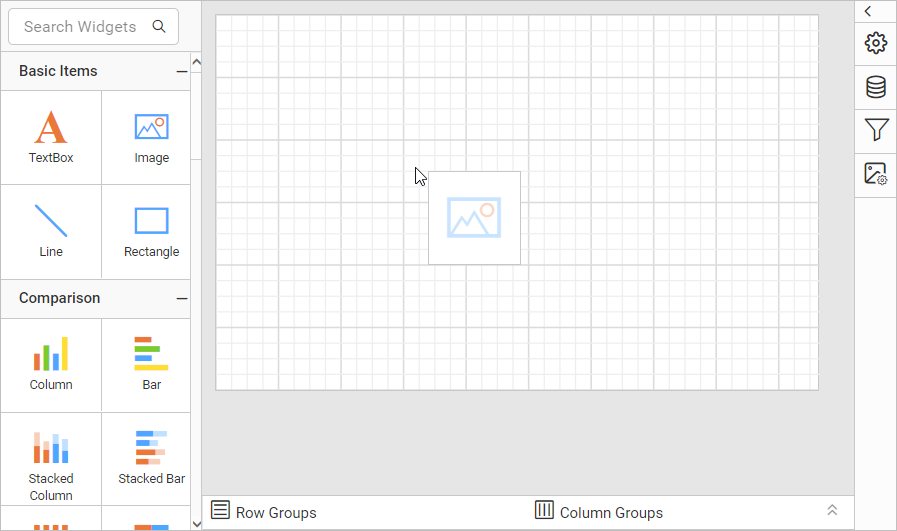 Search Widgets
Basic Items
TextBox
Image
Line
Rectangle
Comparison
Column
Bar
Stacked
Column
Stacked Bar
Row Groups
Column Groups